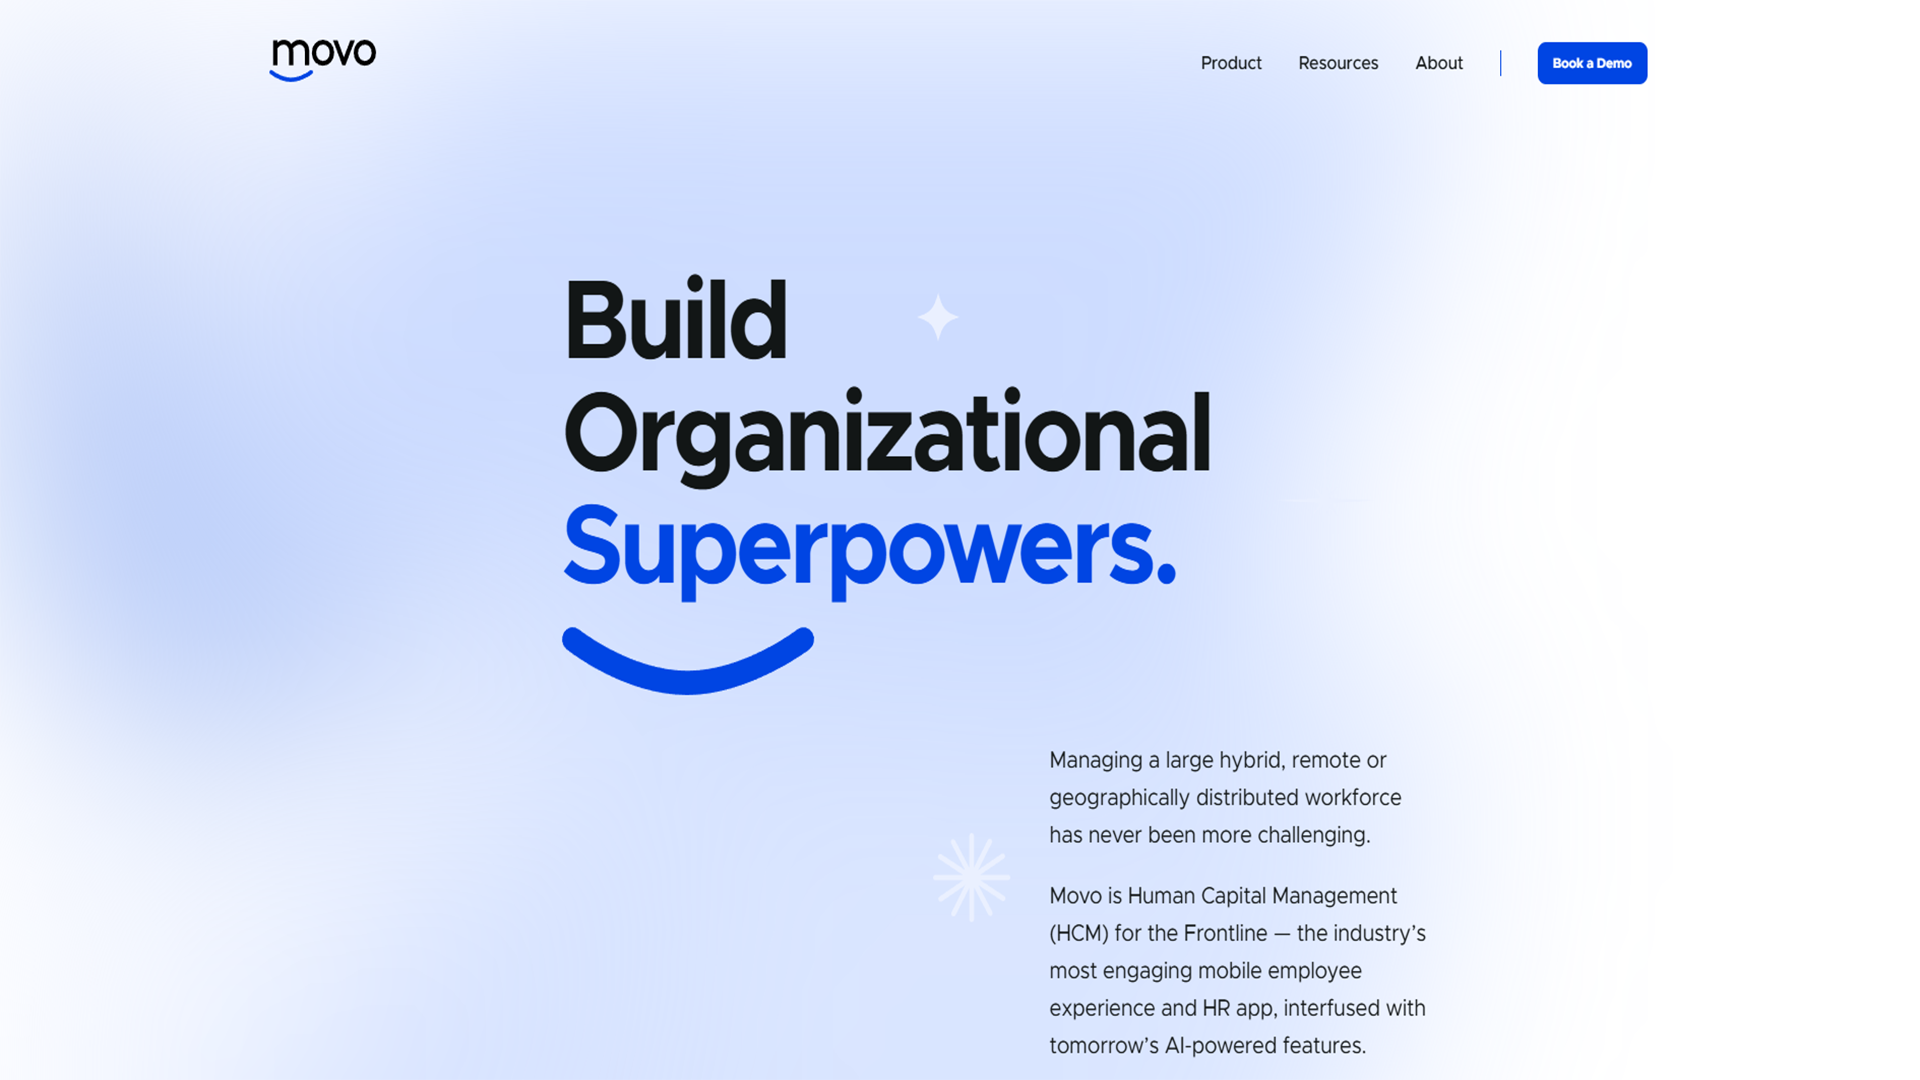 movo
Product
Resources
About
Book a Demo
Build
Organizational
Superpowers.
Managing a large hybrid, remote or
geographically distributed workforce
has never been more challenging.
Movo is Human Capital Management
(HCM) for the Frontline — the industry’s
most engaging mobile employee
experience and HR app, interfused with
tomorrow’s AI-powered features.